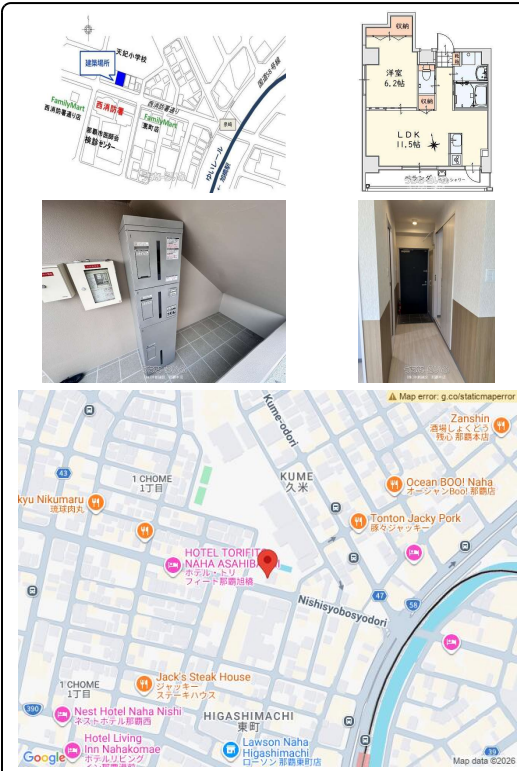 天妃小学校
建築場所
国道58号線
FamilyMart
西消防署通り店
西消防署
西消防署通り
FamilyMart
東町店
那覇市医師会
検診センター
ゆいレール
旭橋駅
収納
洋室
6.2帖
収納
LDK
11.5帖
ベランダ
Map error: g.co/staticmaperror
Kume-odori
Zanshin
酒場しょくどう
残心 那覇本店
KUME
久米
43
1 CHOME
1丁目
Ocean BOO! Naha
オーシャンBoo! 那覇店
kyu Nikumaru
琉球肉丸
Tonton Jacky Pork
豚々ジャッキー
HOTEL TORIFIT
NAHA ASAHIBA
ホテル・トリ
フィート那覇旭橋
47
58
Nishisyobosyodori
Jack's Steak House
ジャッキー
ステーキハウス
1 CHOME
1丁目
390
Nest Hotel Naha Nishi
ネストホテル那覇西
HIGASHIMACHI
東町
Hotel Living
Inn Nahakomae
ホテルリビング
Lawson Naha
Higashimachi
ローソン 那覇東町店
39
Google
Map data ©2026